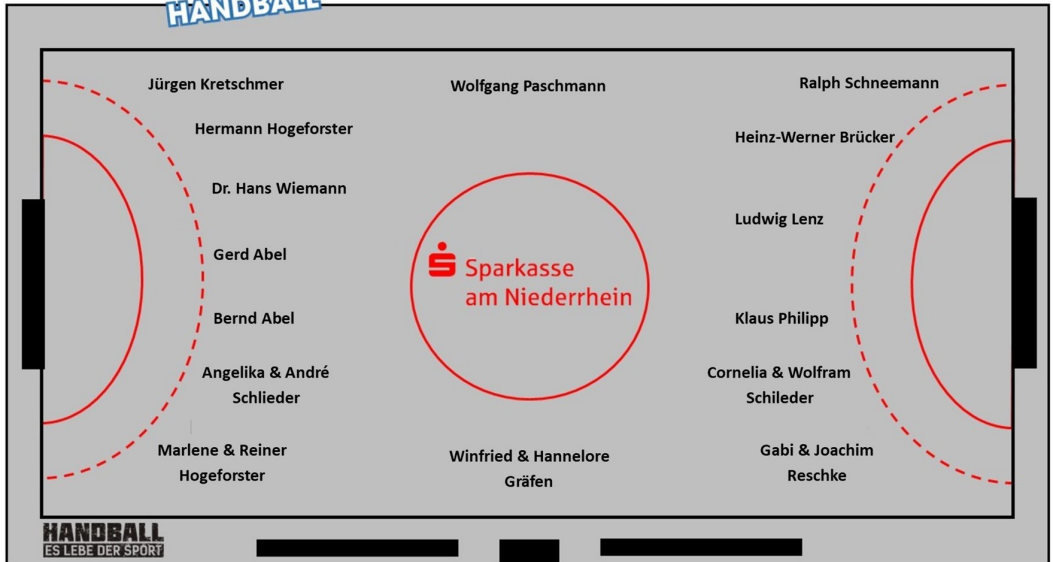 HANDBALL
Jürgen Kretschmer
Wolfgang Paschmann
Ralph Schneemann
Hermann Hogeforster
Heinz-Werner Brücker
Dr. Hans Wiemann
Ludwig Lenz
Gerd Abel
Sparkasse
am Niederrhein
Bernd Abel
Klaus Philipp
Angelika & André
Schlieder
Cornelia & Wolfram
Schileder
Marlene & Reiner
Hogeforster
Winfried & Hannelore
Gräfen
Gabi & Joachim
Reschke
HANDBALL
ES LEBE DER SPORT